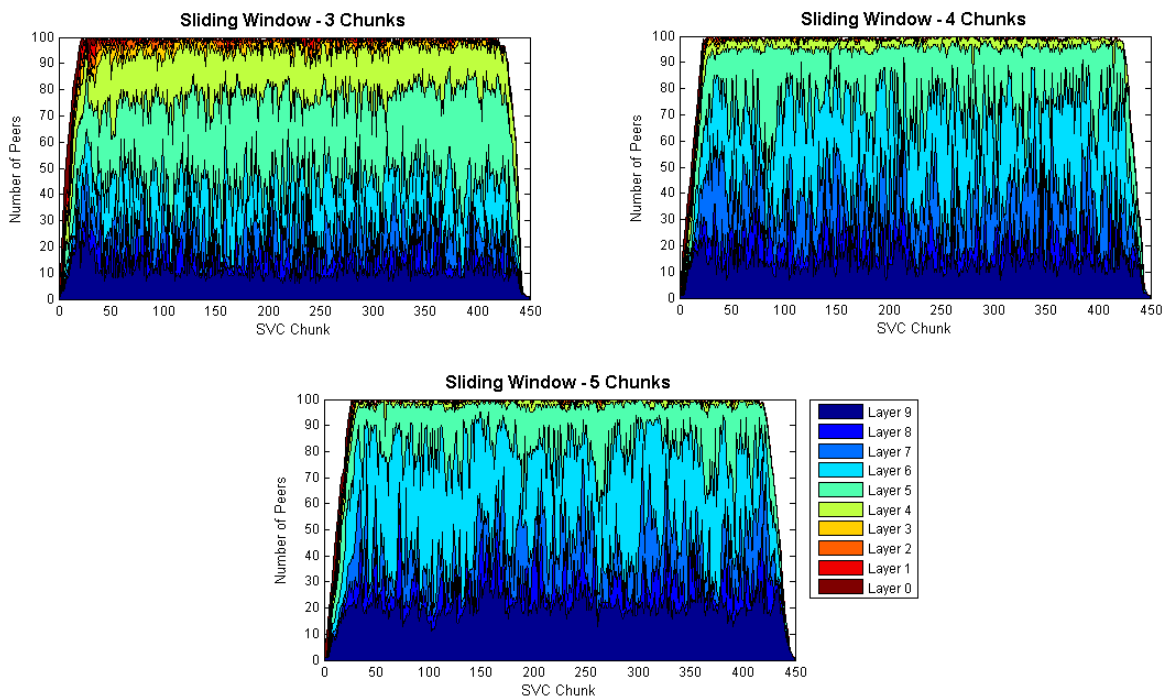 Sliding Window - 3 Chunks
100
90
80
70
60
50
40
30
20
10
0
Number of Peers
0 50 100 150 200 250 300 350 400 450
SVC Chunk
Sliding Window - 4 Chunks
100
90
80
70
60
50
40
30
20
10
0
Number of Peers
0 50 100 150 200 250 300 350 400 450
SVC Chunk
Sliding Window - 5 Chunks
100
90
80
70
60
50
40
30
20
10
0
Number of Peers
0 50 100 150 200 250 300 350 400 450
SVC Chunk
Layer 9
Layer 8
Layer 7
Layer 6
Layer 5
Layer 4
Layer 3
Layer 2
Layer 1
Layer 0